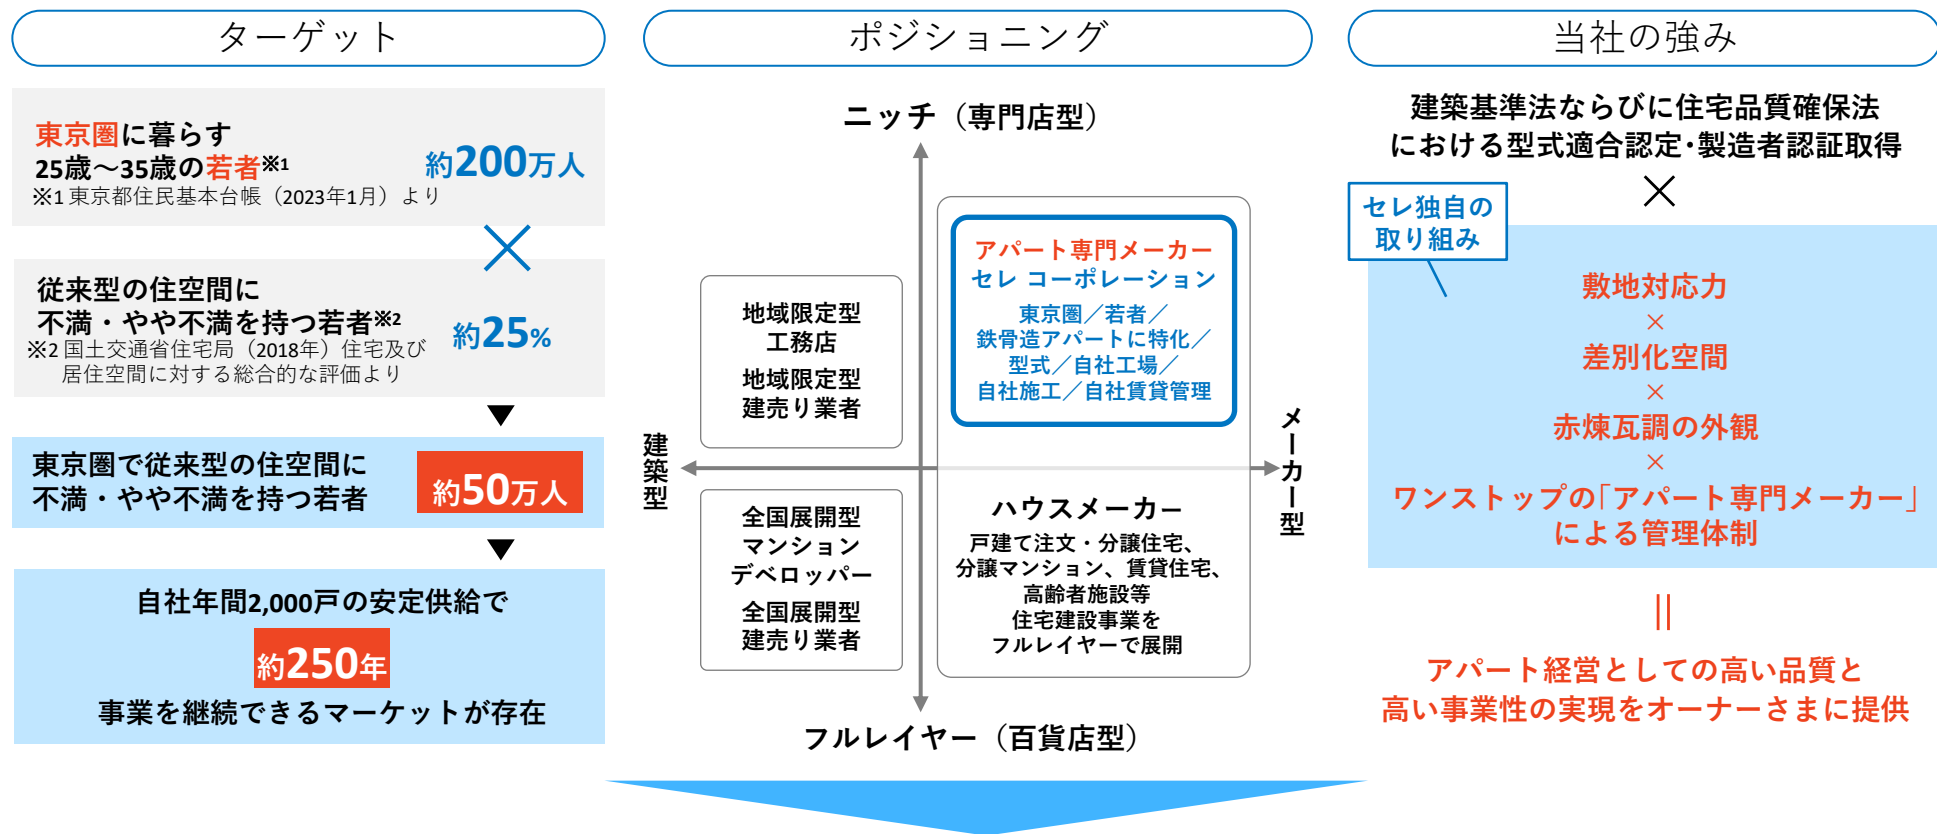 ターゲット
東京圏に暮らす
25歳～35歳の若者※1
約200万人
※1 東京都住民基本台帳（2023年1月）より
×
従来型の住空間に
不満・やや不満を持つ若者※2
約25%
※2 国土交通省住宅局（2018年）住宅及び
居住空間に対する総合的な評価より
東京圏で従来型の住空間に
不満・やや不満を持つ若者
約50万人
自社年間2,000戸の安定供給で
約250年
事業を継続できるマーケットが存在
ポジショニング
ニッチ（専門店型）
建築型
メーカー型
フルレイヤー（百貨店型）
地域限定型
工務店
地域限定型
建売り業者
アパート専門メーカー
セレ コーポレーション
東京圏／若者／
鉄骨造アパートに特化／
型式／自社工場／
自社施工／自社賃貸管理
全国展開型
マンション
デベロッパー
全国展開型
建売り業者
ハウスメーカー
戸建て注文・分譲住宅、
分譲マンション、賃貸住宅、
高齢者施設等
住宅建設事業を
フルレイヤーで展開
当社の強み
建築基準法ならびに住宅品質確保法
における型式適合認定・製造者認証取得
×
セレ独自の
取り組み
敷地対応力
×
差別化空間
×
赤煉瓦調の外観
×
ワンストップの「アパート専門メーカー」
による管理体制
||
アパート経営としての高い品質と
高い事業性の実現をオーナーさまに提供